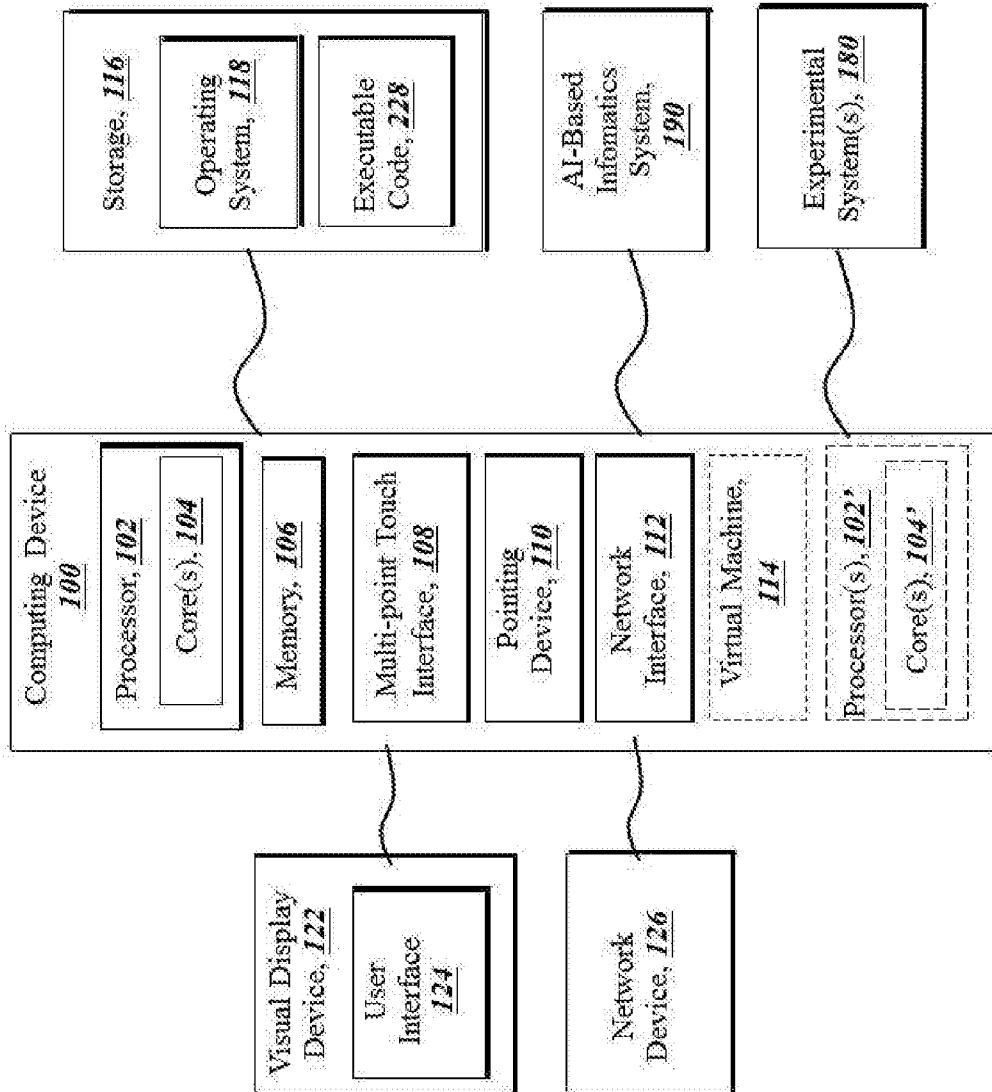 Computing Device
100
Processor, 102
Core(s), 104
Memory, 106
Multi-point Touch
Interface, 108
Pointing
Device, 110
Network
Interface, 112
Virtual Machine,
114
Processor(s), 102’
Core(s), 104’
Storage, 116
Operating
System, 118
Executable
Code, 228
AI-Based
Infomatics
System,
190
Experimental
System(s), 180
Visual Display
Device, 122
User
Interface
124
Network
Device, 126